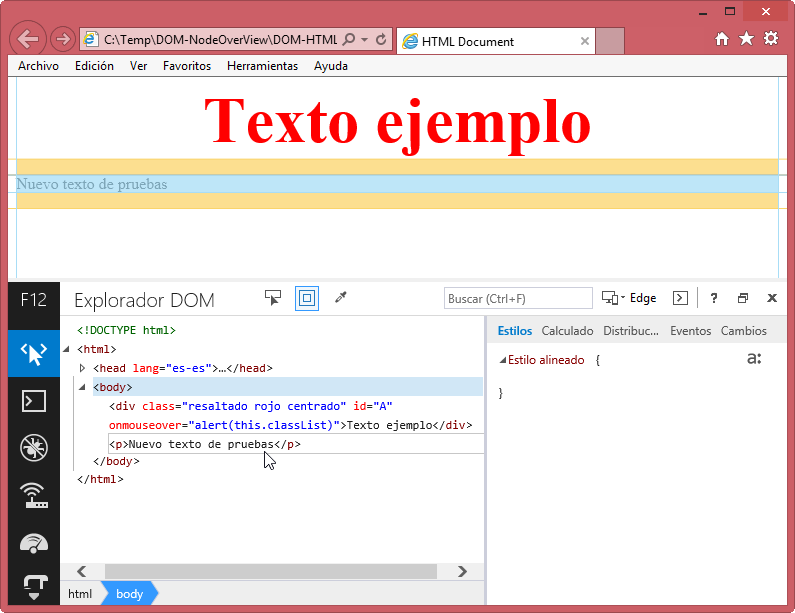 C:\Temp\DOM-NodeOverView\DOM-HTML
HTML Document
Archivo Edición Ver Favoritos Herramientas Ayuda
Texto ejemplo
Nuevo texto de pruebas
F12 Explorador DOM Buscar (Ctrl+F) Edge ?
<!DOCTYPE html>
<html>
<head lang="es-es">...</head>
<body>
<div class="resaltado rojo centrado" id="A"
onmouseover="alert(this.classList)">Texto ejemplo</div>
<p>Nuevo texto de pruebas</p>
</body>
</html>
Estilos Calculado Distribuc... Eventos Cambios
Estilo alineado {
a:
}
html body